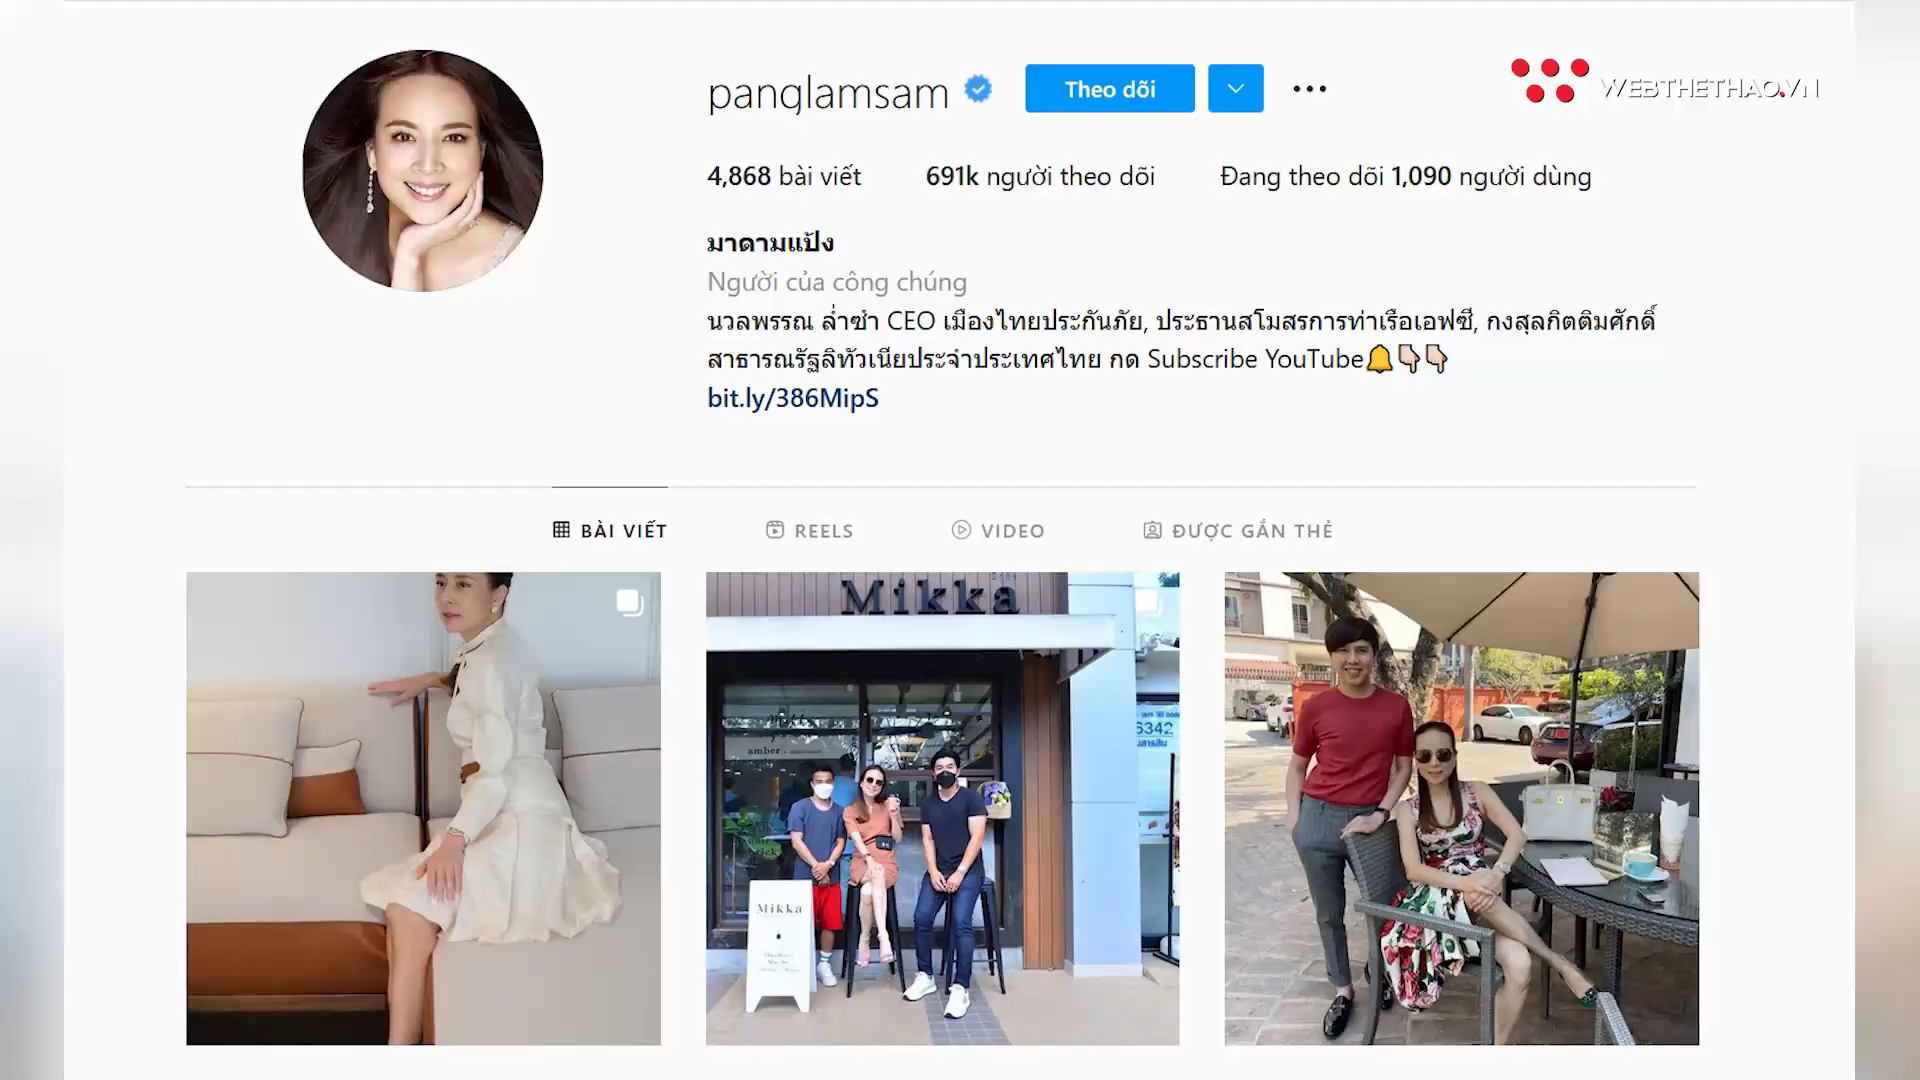 panglamsam
Theo dõi
WEBTHETHAO.VN
4,868 bài viết
691k người theo dõi
Đang theo dõi 1,090 người dùng
มาดามแป้ง
Người của công chúng
นวลพรรณ ล่ำซำ CEO เมืองไทยประกันภัย, ประธานสโมสรการท่าเรือเอฟซี, กงสุลกิตติมศักดิ์
สาธารณรัฐลิทัวเนียประจำประเทศไทย กด Subscribe YouTube🔔👇🏻👇🏻
bit.ly/386MipS
BÀI VIẾT
REELS
VIDEO
ĐƯỢC GẮN THẺ
Mikka
amber
6342
Mikka